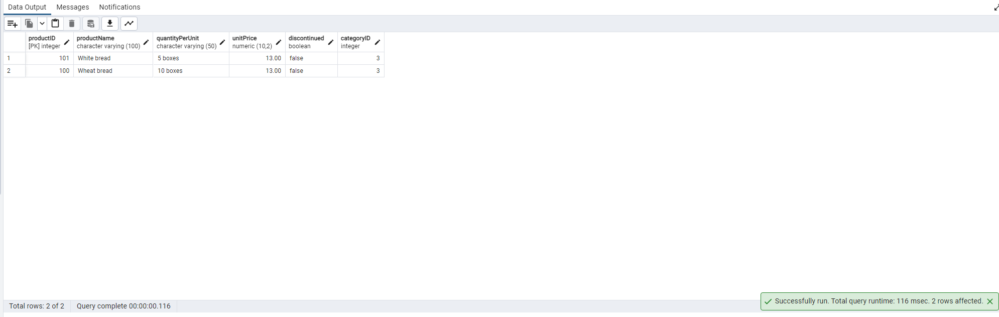 Data Output Messages Notifications
productID productName quantityPerUnit unitPrice discontinued categoryID
[PK] integer character varying (100) character varying (50) numeric (10,2) boolean integer
1 101 White bread 5 boxes 13.00 false 3
2 100 Wheat bread 10 boxes 13.00 false 3
Successfully run. Total query runtime: 116 msec. 2 rows affected.
Total rows: 2 of 2 Query complete 00:00:00.116